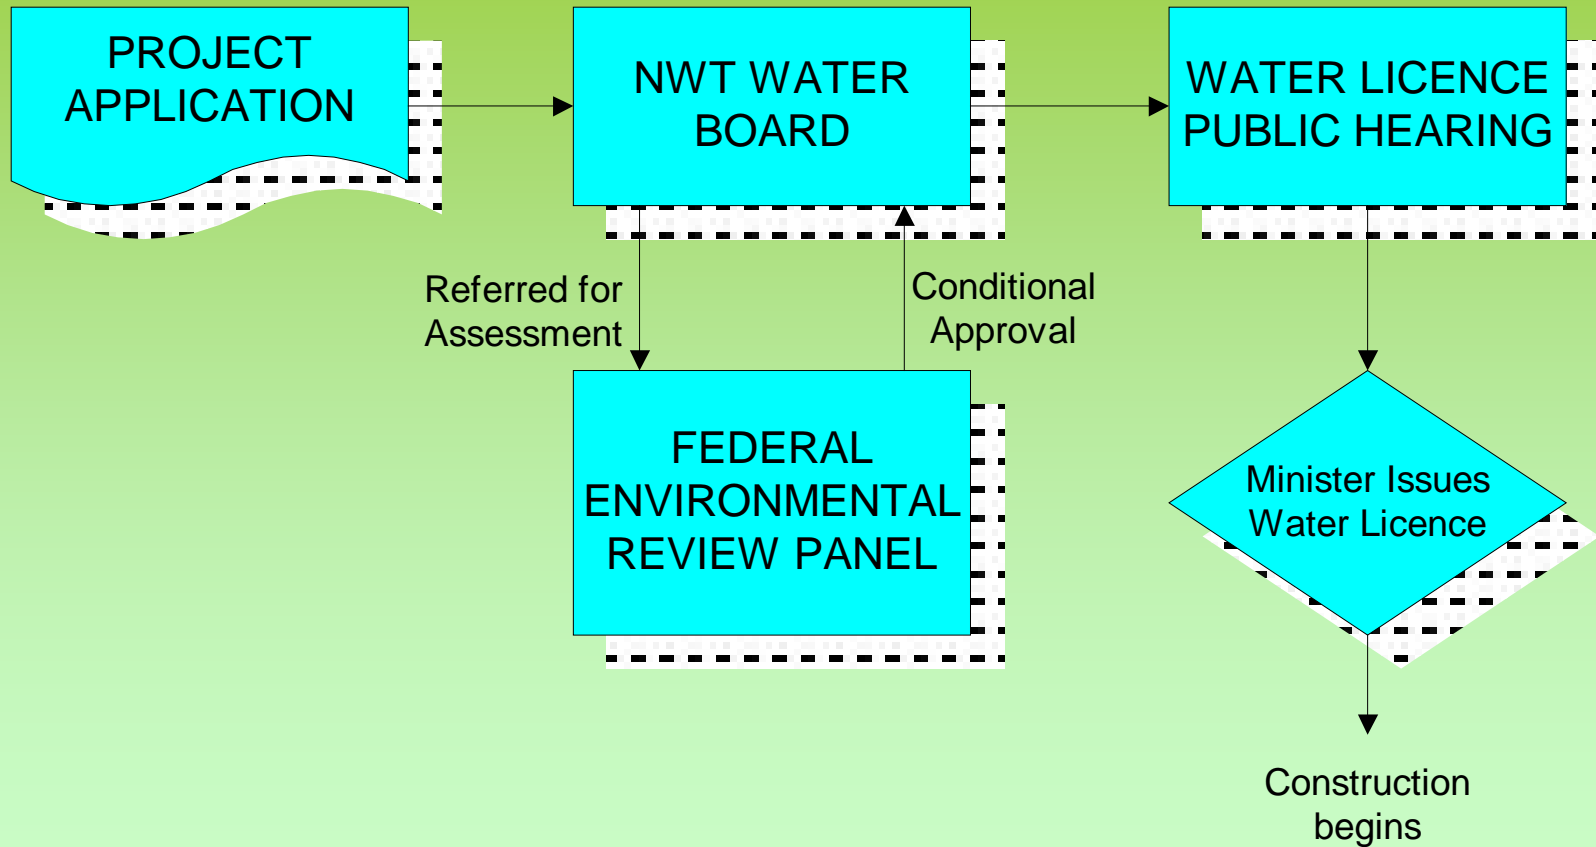 PROJECT
APPLICATION
NWT WATER
BOARD
WATER LICENCE
PUBLIC HEARING
Referred for
Assessment
Conditional
Approval
FEDERAL
ENVIRONMENTAL
REVIEW PANEL
Minister Issues
Water Licence
Construction
begins